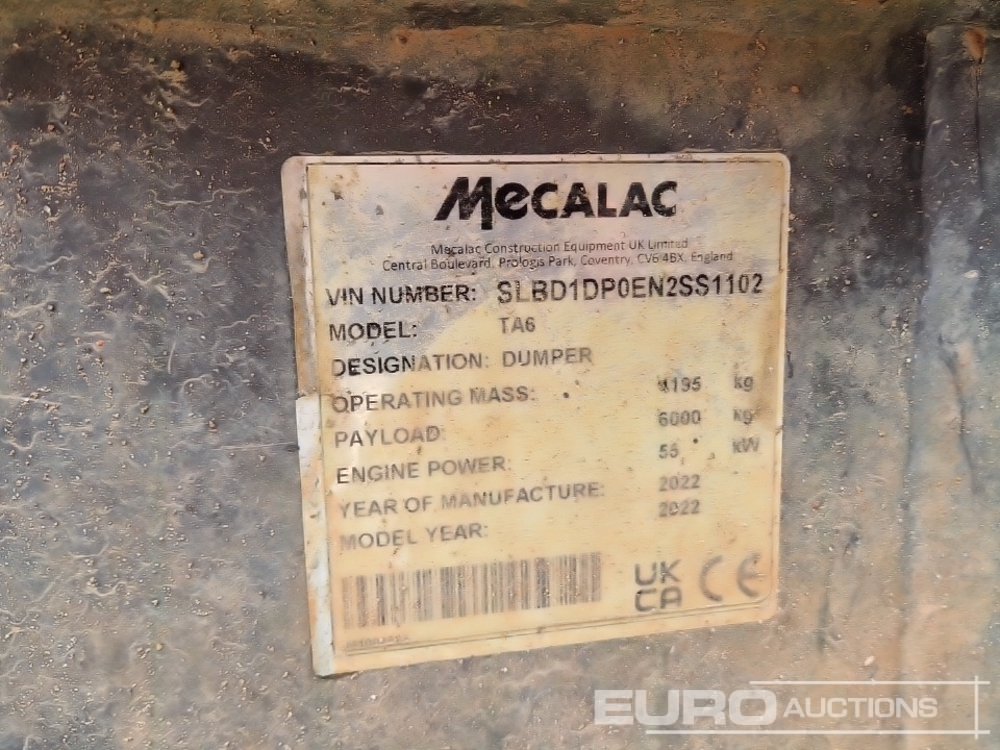 MECALAC
Mecalac Construction Equipment UK Limited
Central Boulevard, Prologis Park, Coventry, CV6 4BX, England
VIN NUMBER: SLBD1DP0EN2SS1102
MODEL: TA6
DESIGNATION: DUMPER
OPERATING MASS: 4195 kg
PAYLOAD: 6000 kg
ENGINE POWER: 55 kW
YEAR OF MANUFACTURE: 2022
MODEL YEAR: 2022
UK
CA CE
EURO AUCTIONS